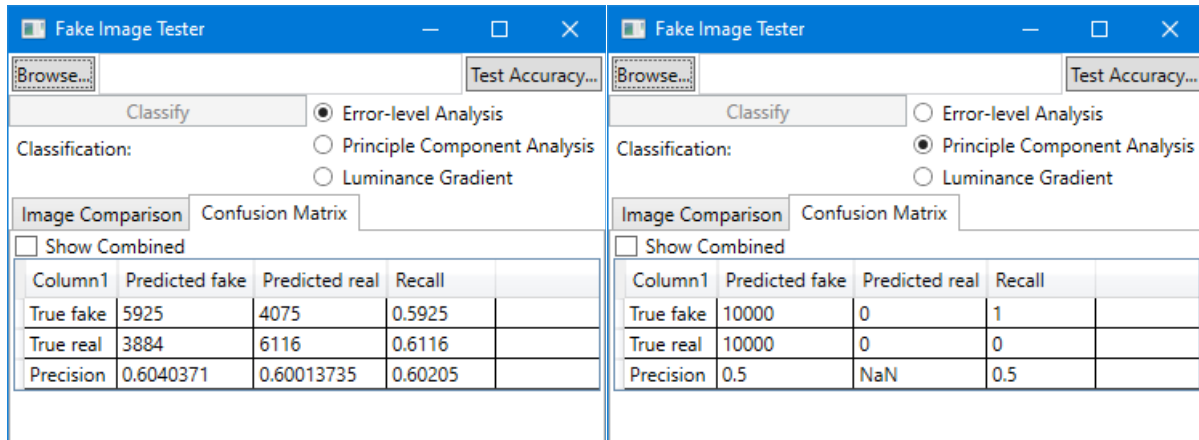 Fake Image Tester
Browse... Test Accuracy...
Classify
Error-level Analysis
Classification:
Principle Component Analysis
Luminance Gradient
Image Comparison Confusion Matrix
Show Combined
Column1 Predicted fake Predicted real Recall
True fake 5925 4075 0.5925
True real 3884 6116 0.6116
Precision 0.6040371 0.60013735 0.60205
Fake Image Tester
Browse... Test Accuracy...
Classify
Error-level Analysis
Classification:
Principle Component Analysis
Luminance Gradient
Image Comparison Confusion Matrix
Show Combined
Column1 Predicted fake Predicted real Recall
True fake 10000 0 1
True real 10000 0 0
Precision 0.5 NaN 0.5